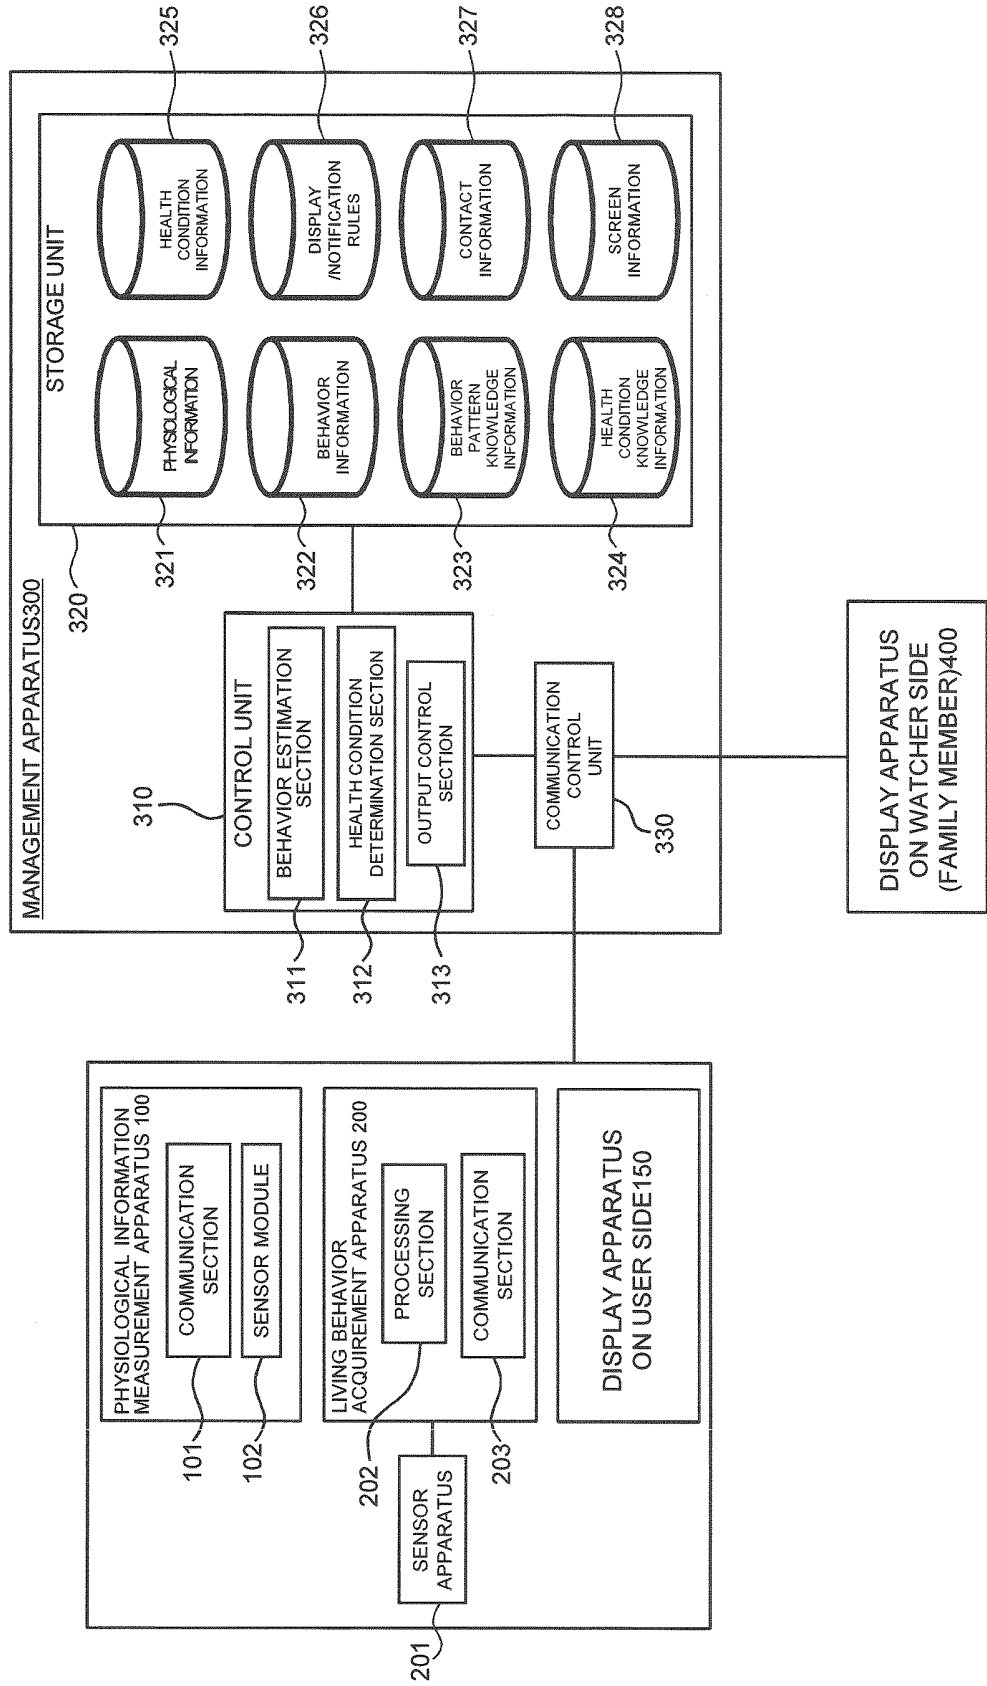 PHYSIOLOGICAL INFORMATION
MEASUREMENT APPARATUS 100
COMMUNICATION
SECTION
101
SENSOR MODULE
102
LIVING BEHAVIOR
ACQUIREMENT APPARATUS 200
PROCESSING
SECTION
202
COMMUNICATION
SECTION
203
SENSOR
APPARATUS
201
DISPLAY APPARATUS
ON USER SIDE150
MANAGEMENT APPARATUS300
310
CONTROL UNIT
BEHAVIOR ESTIMATION
SECTION
311
HEALTH CONDITION
DETERMINATION SECTION
312
OUTPUT CONTROL
SECTION
313
COMMUNICATION
CONTROL
UNIT
330
320
STORAGE UNIT
PHYSIOLOGICAL
INFORMATION
321
BEHAVIOR
INFORMATION
322
BEHAVIOR
PATTERN
KNOWLEDGE
INFORMATION
323
HEALTH
CONDITION
KNOWLEDGE
INFORMATION
324
HEALTH
CONDITION
INFORMATION
325
DISPLAY
/NOTIFICATION
RULES
326
CONTACT
INFORMATION
327
SCREEN
INFORMATION
328
DISPLAY APPARATUS
ON WATCHER SIDE
(FAMILY MEMBER)400